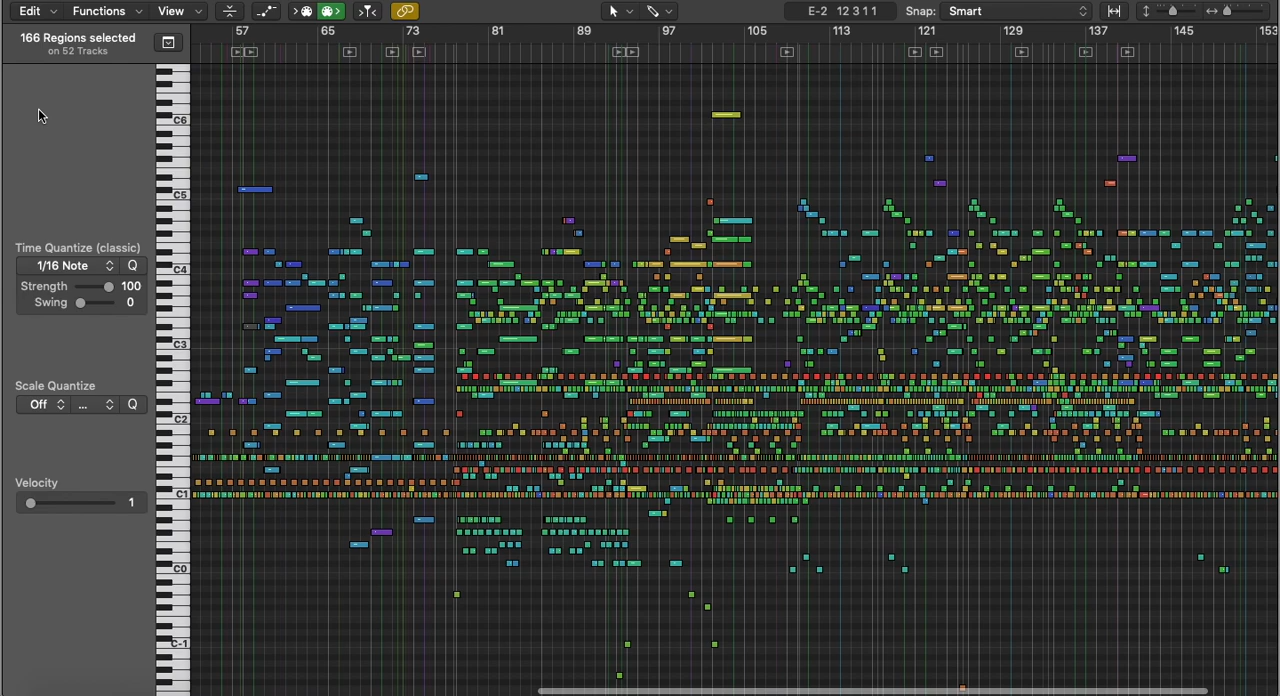 Edit Functions View E-2 12 3 1 1 Snap: Smart
166 Regions selected
on 52 Tracks
57 65 73 81 89 97 105 113 121 129 137 145 153
C6
C5
Time Quantize (classic)
1/16 Note Q
C4
Strength 100
Swing 0
C3
Scale Quantize
Off ... Q
C2
Velocity
1
C1
C0
C-1